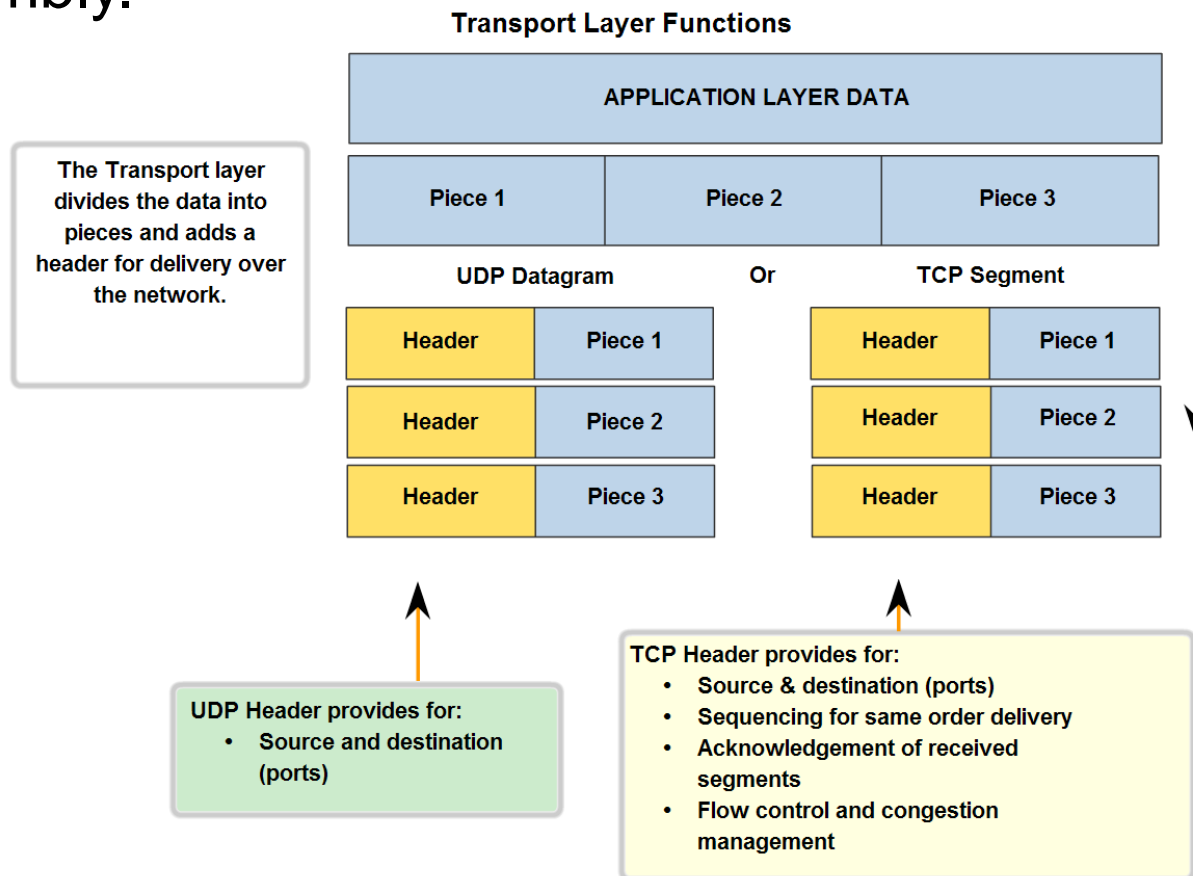 Transport Layer Functions
APPLICATION LAYER DATA
The Transport layer
divides the data into
pieces and adds a
header for delivery over
the network.
Piece 1
Piece 2
Piece 3
UDP Datagram
Or
TCP Segment
Header
Piece 1
Header
Piece 1
Header
Piece 2
Header
Piece 2
Header
Piece 3
Header
Piece 3
UDP Header provides for:
• Source and destination
(ports)
TCP Header provides for:
• Source & destination (ports)
• Sequencing for same order delivery
• Acknowledgement of received
segments
• Flow control and congestion
management